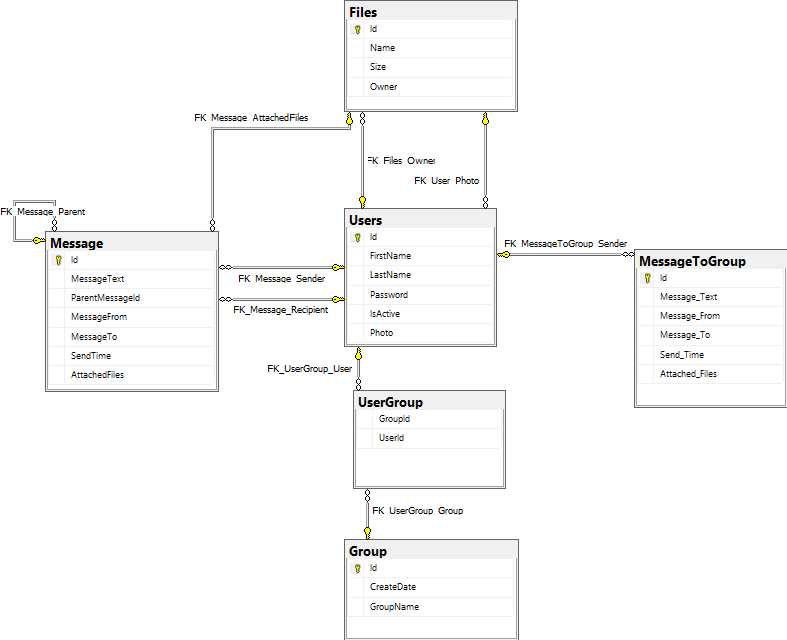 Files
Id
Name
Size
Owner
FK_Message_AttachedFiles
FK_Files_Owner
FK_User_Photo
FK_Message_Parent
Message
Id
MessageText
ParentMessageId
MessageFrom
MessageTo
SendTime
AttachedFiles
FK_Message_Sender
FK_Message_Recipient
Users
Id
FirstName
LastName
Password
IsActive
Photo
FK_MessageToGroup_Sender
MessageToGroup
Id
Message_Text
Message_From
Message_To
Send_Time
Attached_Files
FK_UserGroup_User
UserGroup
GroupId
UserId
FK_UserGroup_Group
Group
Id
CreateDate
GroupName